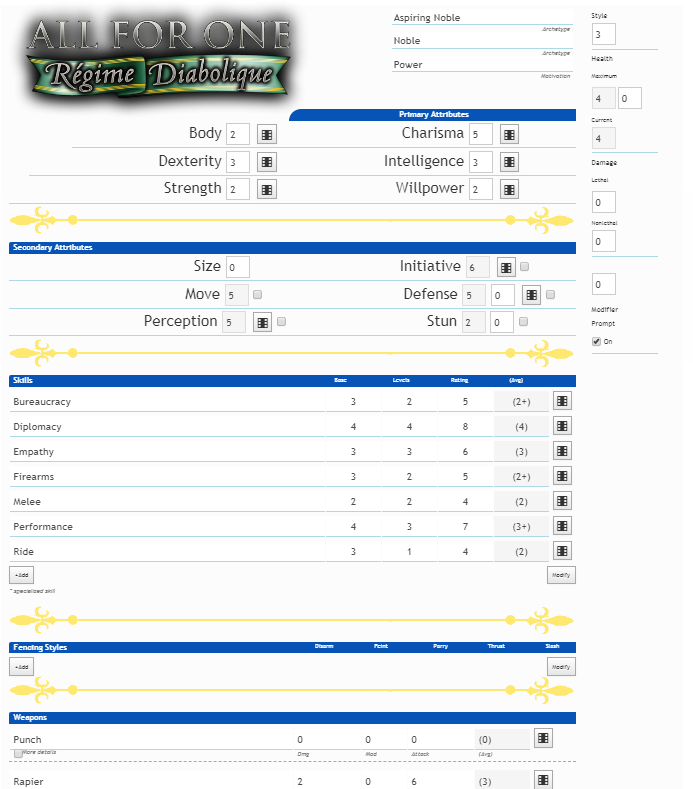 ALL FOR ONE
Régime Diabolique
Aspiring Noble
Archetype
Noble
Archetype
Power
Motivation
Style
3
Health
Maximum
4 0
Current
4
Damage
Lethal
0
Nonlethal
0
0
Modifier
Prompt
On
Primary Attributes
Body 2 Charisma 5
Dexterity 3 Intelligence 3
Strength 2 Willpower 2
Secondary Attributes
Size 0 Initiative 6
Move 5 Defense 5 0
Perception 5 Stun 2 0
Skills Base Levels Rating (Avg)
Bureaucracy 3 2 5 (2+)
Diplomacy 4 4 8 (4)
Empathy 3 3 6 (3)
Firearms 3 2 5 (2+)
Melee 2 2 4 (2)
Performance 4 3 7 (3+)
Ride 3 1 4 (2)
+Add Modify
* specialized skill
Fencing Styles Disarm Feint Parry Thrust Slash
+Add Modify
Weapons
Punch 0 0 0 (0)
More details Dmg Mod Attack (Avg)
Rapier 2 0 6 (3)